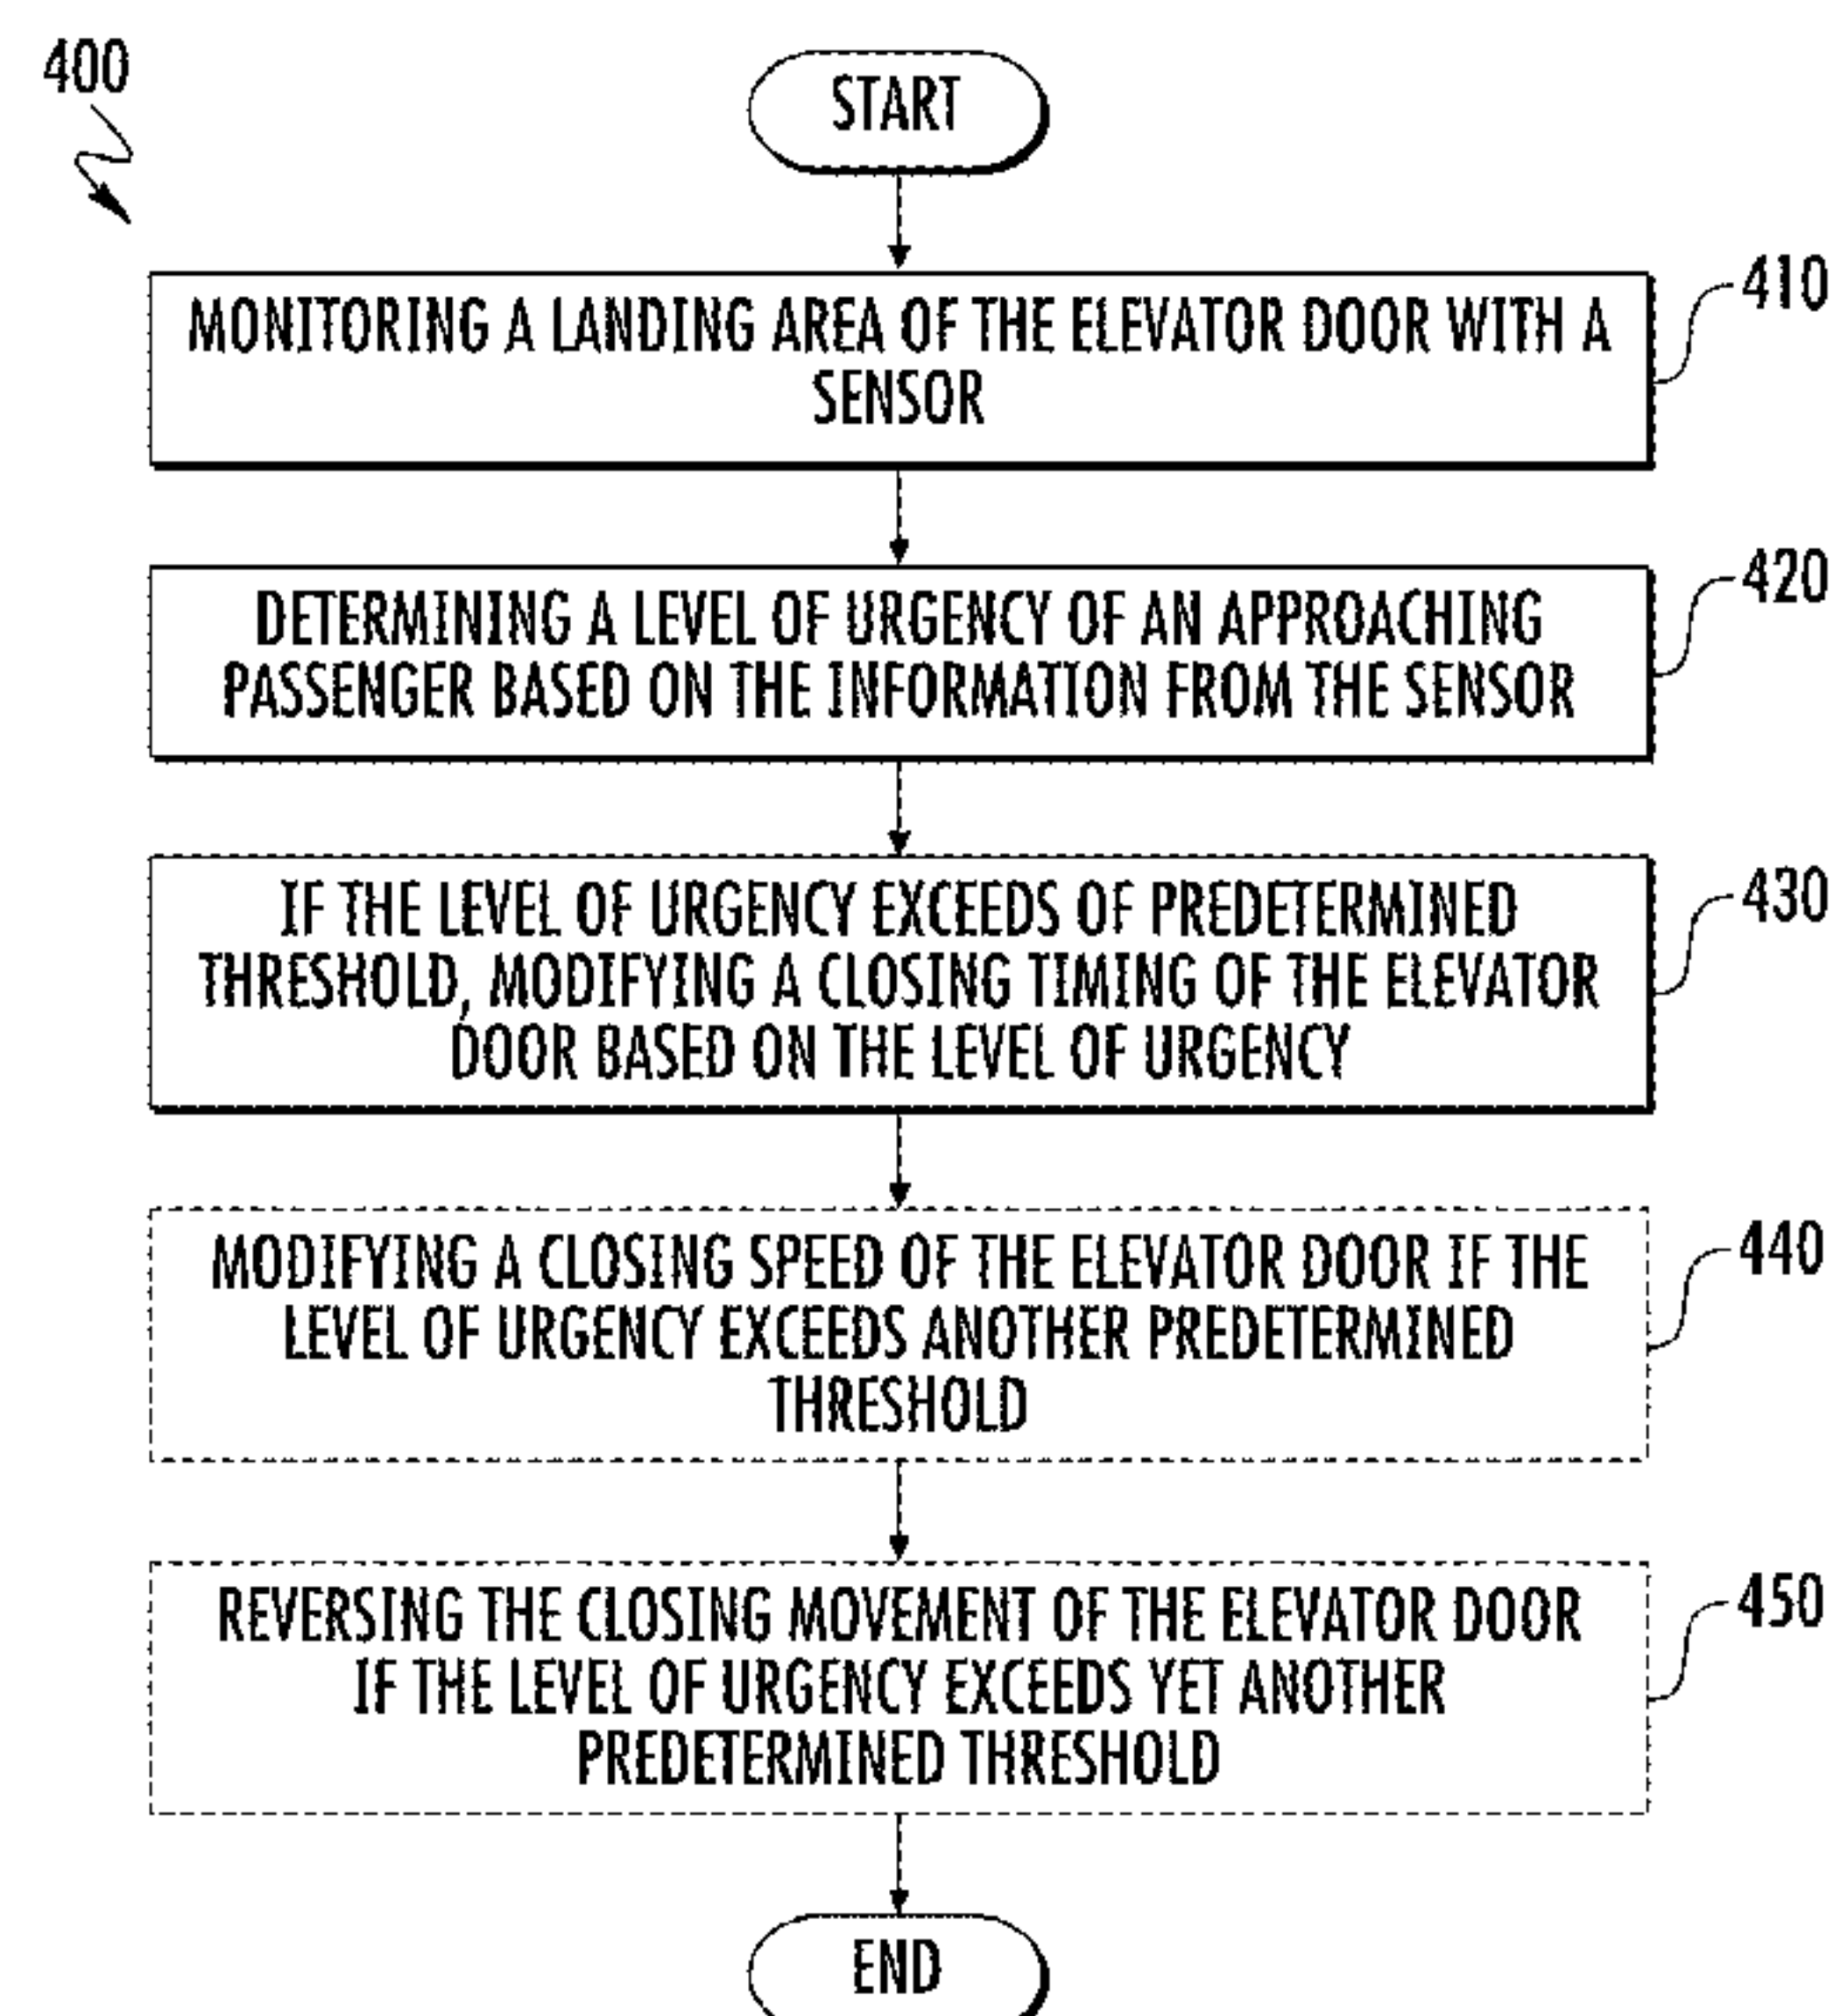 400
START
MONITORING A LANDING AREA OF THE ELEVATOR DOOR WITH A
SENSOR
410
DETERMINING A LEVEL OF URGENCY OF AN APPROACHING
PASSENGER BASED ON THE INFORMATION FROM THE SENSOR
420
IF THE LEVEL OF URGENCY EXCEEDS OF PREDETERMINED
THRESHOLD, MODIFYING A CLOSING TIMING OF THE ELEVATOR
DOOR BASED ON THE LEVEL OF URGENCY
430
MODIFYING A CLOSING SPEED OF THE ELEVATOR DOOR IF THE
LEVEL OF URGENCY EXCEEDS ANOTHER PREDETERMINED
THRESHOLD
440
REVERSING THE CLOSING MOVEMENT OF THE ELEVATOR DOOR
IF THE LEVEL OF URGENCY EXCEEDS YET ANOTHER
PREDETERMINED THRESHOLD
450
END